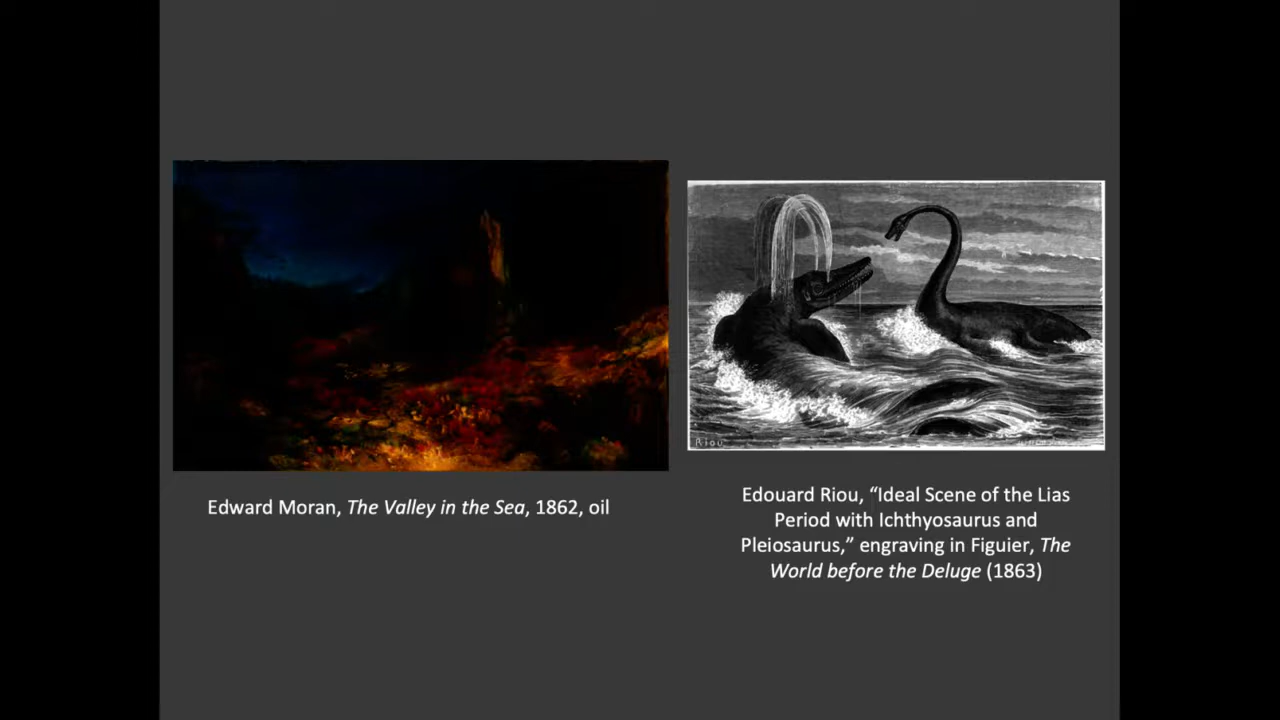 Edward Moran, The Valley in the Sea, 1862, oil
Riou
Edouard Riou, “Ideal Scene of the Lias
Period with Ichthyosaurus and
Pleiosaurus,” engraving in Figuier, The
World before the Deluge (1863)